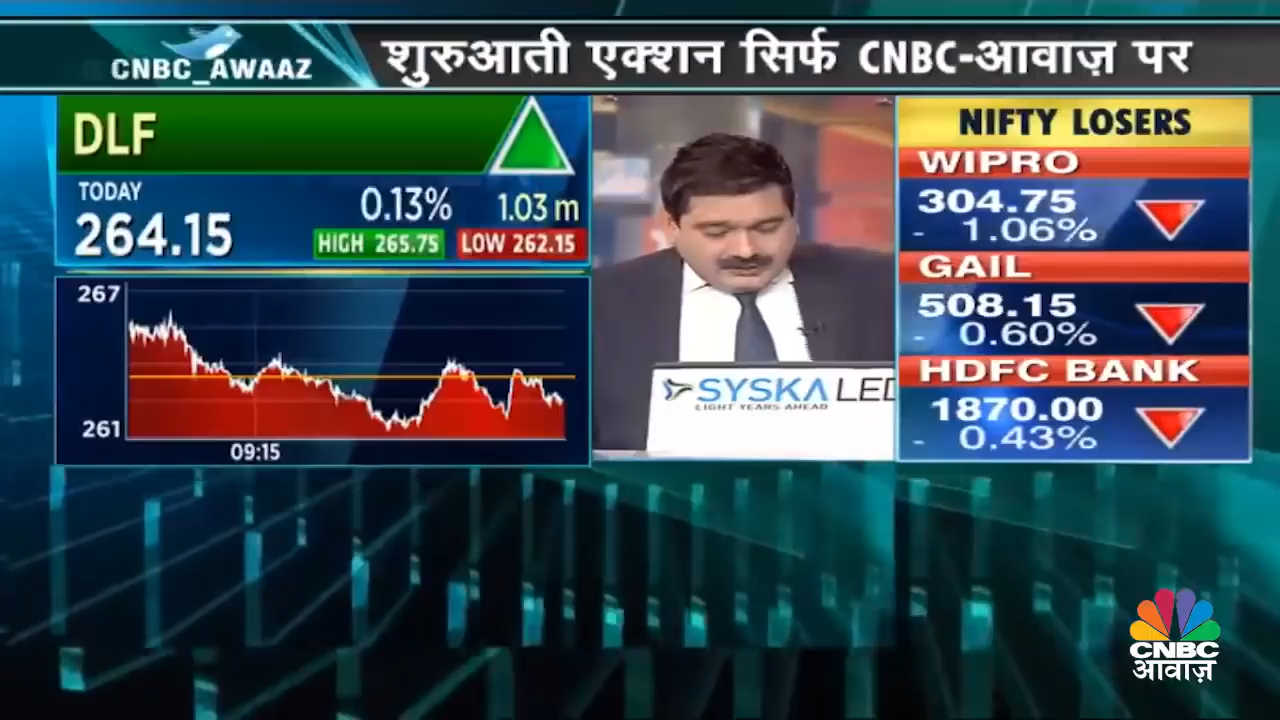 CNBC_AWAAZ
शुरुआती एक्शन सिर्फ CNBC-आवाज़ पर
DLF
TODAY
264.15
0.13%
1.03 m
HIGH 265.75
LOW 262.15
267
261
09:15
SYSKA LED
LIGHT YEARS AHEAD
NIFTY LOSERS
WIPRO
304.75
- 1.06%
GAIL
508.15
- 0.60%
HDFC BANK
1870.00
- 0.43%
CNBC
आवाज़